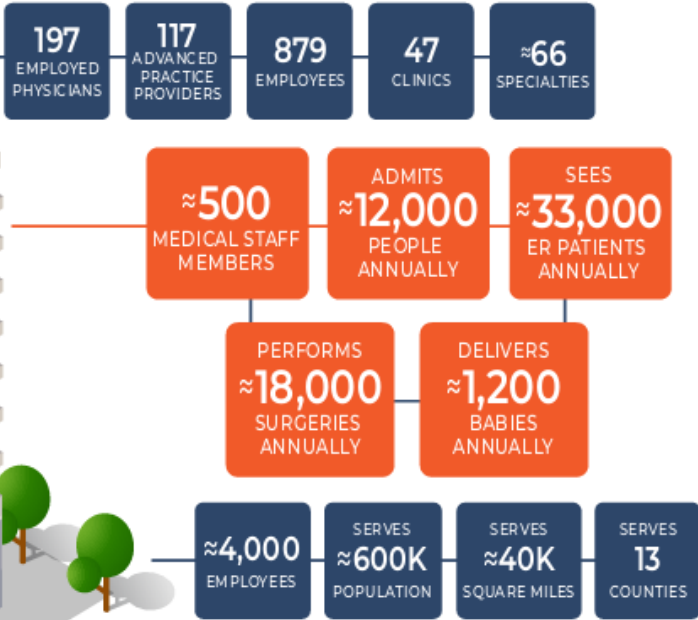 197
EMPLOYED
PHYSICIANS
117
ADVANCED
PRACTICE
PROVIDERS
879
EMPLOYEES
47
CLINICS
≈66
SPECIALTIES
≈500
MEDICAL STAFF
MEMBERS
ADMITS
≈12,000
PEOPLE
ANNUALLY
SEES
≈33,000
ER PATIENTS
ANNUALLY
PERFORMS
≈18,000
SURGERIES
ANNUALLY
DELIVERS
≈1,200
BABIES
ANNUALLY
≈4,000
EMPLOYEES
SERVES
≈600K
POPULATION
SERVES
≈40K
SQUARE MILES
SERVES
13
COUNTIES